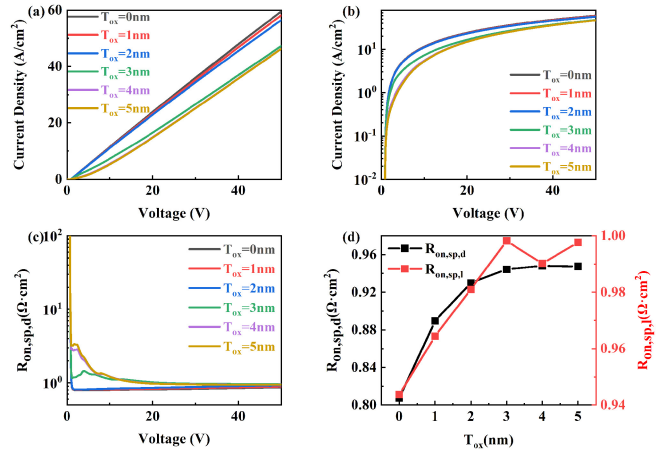 (a)
T_ox=0nm
T_ox=1nm
T_ox=2nm
T_ox=3nm
T_ox=4nm
T_ox=5nm
60
40
20
0
20
40
Current Density (A/cm²)
Voltage (V)
(b)
T_ox=0nm
T_ox=1nm
T_ox=2nm
T_ox=3nm
T_ox=4nm
T_ox=5nm
10¹
10⁰
10⁻¹
10⁻²
0
20
40
Current Density (A/cm²)
Voltage (V)
(c)
T_ox=0nm
T_ox=1nm
T_ox=2nm
T_ox=3nm
T_ox=4nm
T_ox=5nm
10²
10¹
10⁰
0
20
40
R_on,sp,d(Ω·cm²)
Voltage (V)
(d)
R_on,sp,d
R_on,sp,l
0.96
0.92
0.88
0.84
0.80
1.00
0.98
0.96
0.94
0
1
2
3
4
5
R_on,sp,d(Ω·cm²)
R_on,sp,l(Ω·cm²)
T_ox(nm)